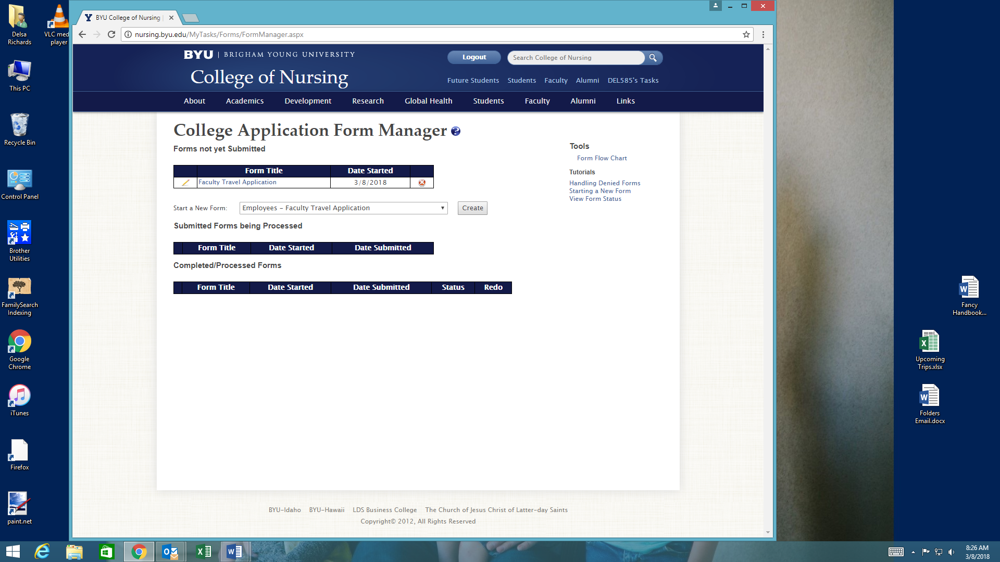 Delsa
Richards
VLC med
player
This PC
Recycle Bin
Control Panel
Brother
Utilities
FamilySearch
Indexing
Google
Chrome
iTunes
Firefox
paint.net
BYU College of Nursing |
nursing.byu.edu/MyTasks/Forms/FormManager.aspx
BYU | BRIGHAM YOUNG UNIVERSITY
College of Nursing
Logout
Search College of Nursing
Future Students Students Faculty Alumni DEL585's Tasks
About Academics Development Research Global Health Students Faculty Alumni Links
College Application Form Manager ?
Forms not yet Submitted
Form Title Date Started
Faculty Travel Application 3/8/2018
Start a New Form: Employees - Faculty Travel Application Create
Submitted Forms being Processed
Form Title Date Started Date Submitted
Completed/Processed Forms
Form Title Date Started Date Submitted Status Redo
Tools
Form Flow Chart
Tutorials
Handling Denied Forms
Starting a New Form
View Form Status
BYU-Idaho BYU-Hawaii LDS Business College The Church of Jesus Christ of Latter-day Saints
Copyright© 2012, All Rights Reserved
Fancy
Handbook...
Upcoming
Trips.xlsx
Folders
Email.docx
8:26 AM
3/8/2018